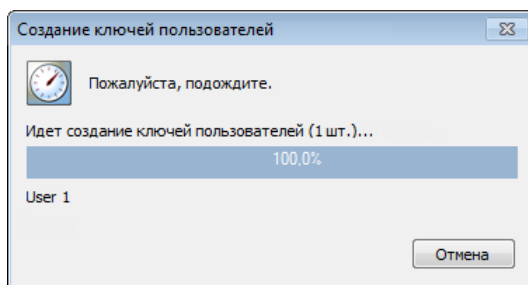 Создание ключей пользователей
Пожалуйста, подождите.
Идет создание ключей пользователей (1 шт.)...
100,0%
User 1
Отмена